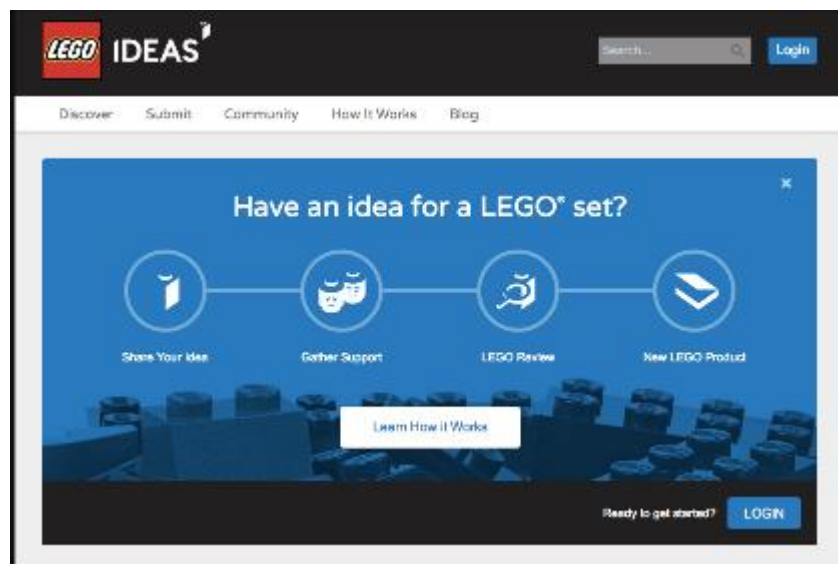 LEGO IDEAS
Search...
Login
Discover Submit Community How It Works Blog
Have an idea for a LEGO® set?
Share Your Idea Gather Support LEGO Review New LEGO Product
Learn How it Works
Ready to get started? LOGIN